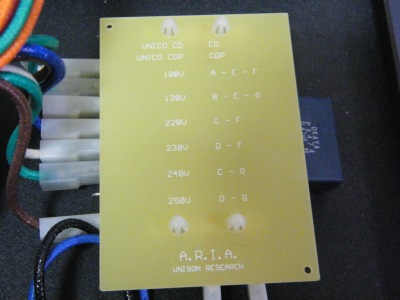 UNICO CD CD
UNICO CDP CDP
100V A - E - F
120V B - E - G
220V C - F
230V D - F
240V C - G
250V D - G
A.R.I.A.
UNISON RESEARCH